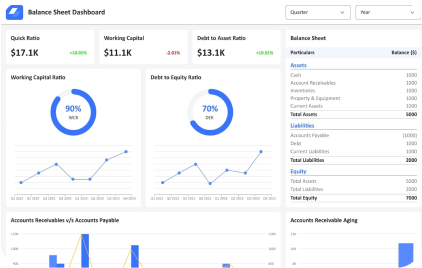 Balance Sheet Dashboard
Quarter
Year
Quick Ratio
$17.1K
+10.01%
Working Capital
$11.1K
-2.01%
Debt to Asset Ratio
$13.1K
+10.01%
Balance Sheet
Particulars Balance ($)
Assets
Cash 1000
Account Receivables 1000
Inventories 1000
Property & Equipment 1000
Current Assets 1000
Total Assets 5000
Liabilities
Accounts Payable (1000)
Debt 1000
Current Liabilities 1000
Total Liabilities 2000
Equity
Total Assets 5000
Total Liabilities 2000
Total Equity 7000
Working Capital Ratio
90%
WCR
Debt to Equity Ratio
70%
DER
Accounts Receivables v/s Accounts Payable
Accounts Receivable Aging